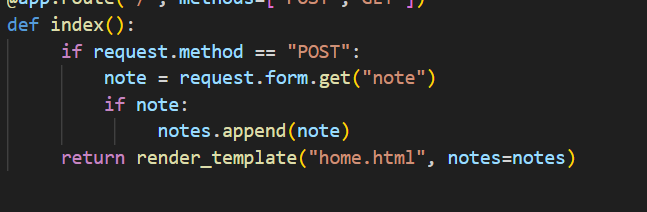 @app.route('/', methods=["POST", "GET"])
def index():
    if request.method == "POST":
        note = request.form.get("note")
        if note:
            notes.append(note)
    return render_template("home.html", notes=notes)